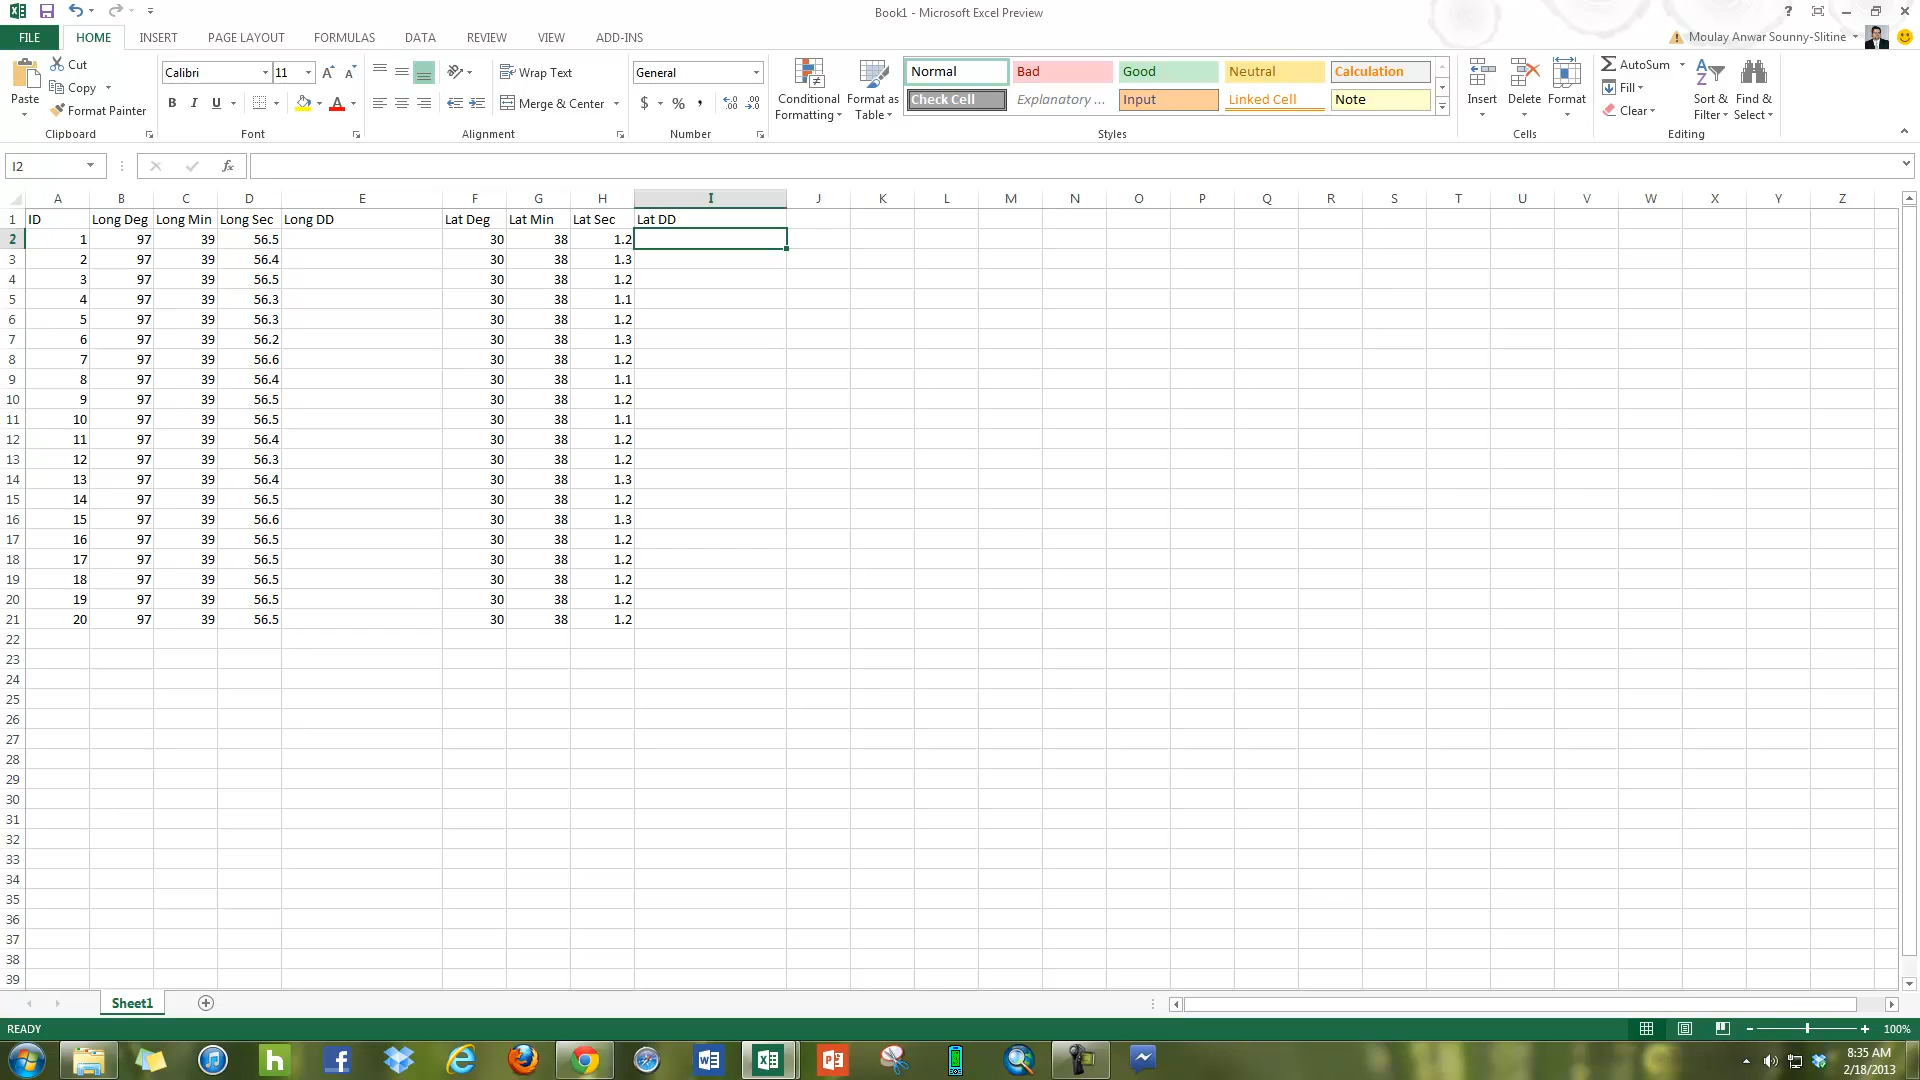 Book1 - Microsoft Excel Preview
?
FILE HOME INSERT PAGE LAYOUT FORMULAS DATA REVIEW VIEW ADD-INS
Moulay Anwar Sounny-Slitine
Paste
Cut
Copy
Format Painter
Clipboard
Calibri 11
B I U
Font
Wrap Text
Merge & Center
Alignment
General
$ % ,
Number
Conditional Formatting
Format as Table
Normal Bad Good Neutral Calculation
Check Cell Explanatory ... Input Linked Cell Note
Styles
Insert Delete Format
Cells
AutoSum
Fill
Clear
Sort & Filter
Find & Select
Editing
I2
fx
A B C D E F G H I J K L M N O P Q R S T U V W X Y Z
1 ID Long Deg Long Min Long Sec Long DD Lat Deg Lat Min Lat Sec Lat DD
2 1 97 39 56.5 30 38 1.2
3 2 97 39 56.4 30 38 1.3
4 3 97 39 56.5 30 38 1.2
5 4 97 39 56.3 30 38 1.1
6 5 97 39 56.3 30 38 1.2
7 6 97 39 56.2 30 38 1.3
8 7 97 39 56.6 30 38 1.2
9 8 97 39 56.4 30 38 1.1
10 9 97 39 56.5 30 38 1.2
11 10 97 39 56.5 30 38 1.1
12 11 97 39 56.4 30 38 1.2
13 12 97 39 56.3 30 38 1.2
14 13 97 39 56.4 30 38 1.3
15 14 97 39 56.5 30 38 1.2
16 15 97 39 56.6 30 38 1.3
17 16 97 39 56.5 30 38 1.2
18 17 97 39 56.5 30 38 1.2
19 18 97 39 56.5 30 38 1.2
20 19 97 39 56.5 30 38 1.2
21 20 97 39 56.5 30 38 1.2
22
23
24
25
26
27
28
29
30
31
32
33
34
35
36
37
38
39
Sheet1
READY
100%
8:35 AM
2/18/2013